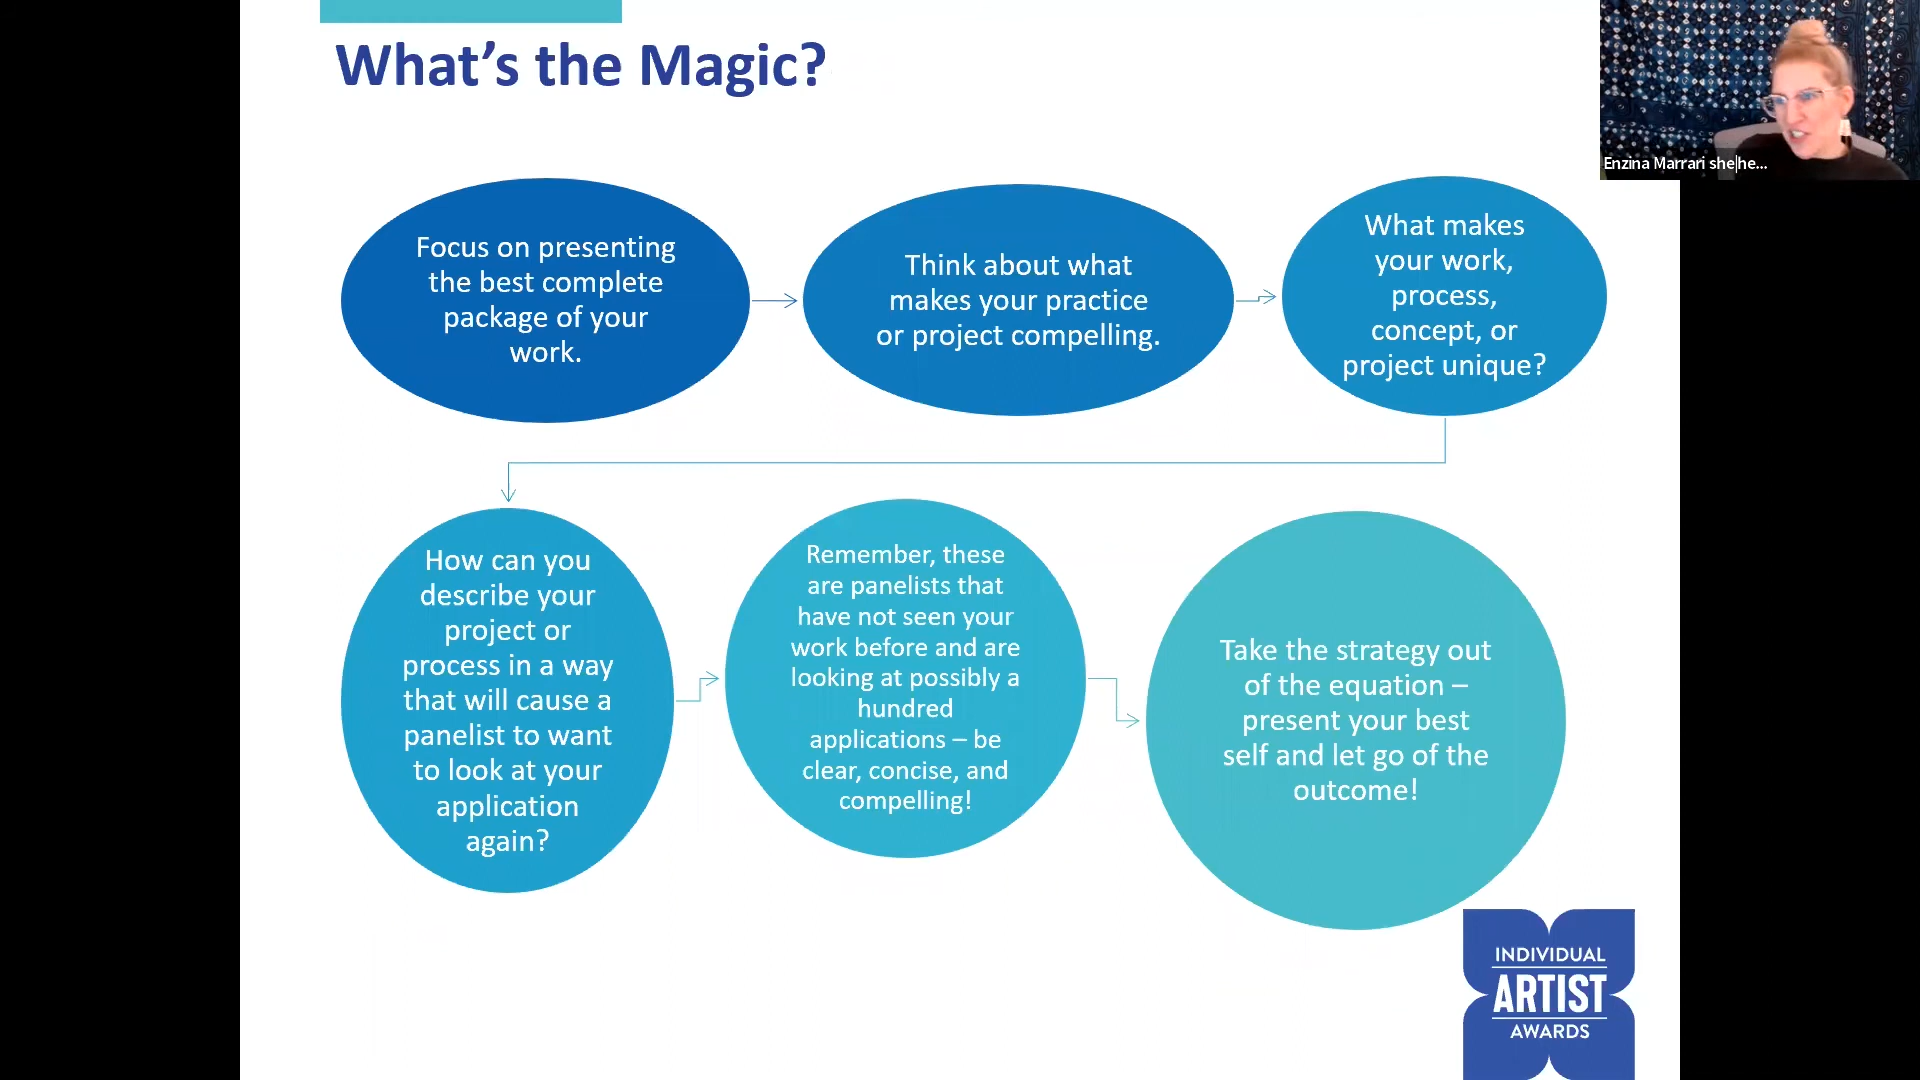 What's the Magic?
Enzina Marrari she|he...
Focus on presenting
the best complete
package of your
work.
Think about what
makes your practice
or project compelling.
What makes
your work,
process,
concept, or
project unique?
How can you
describe your
project or
process in a way
that will cause a
panelist to want
to look at your
application
again?
Remember, these
are panelists that
have not seen your
work before and are
looking at possibly a
hundred
applications – be
clear, concise, and
compelling!
Take the strategy out
of the equation –
present your best
self and let go of the
outcome!
INDIVIDUAL
ARTIST
AWARDS